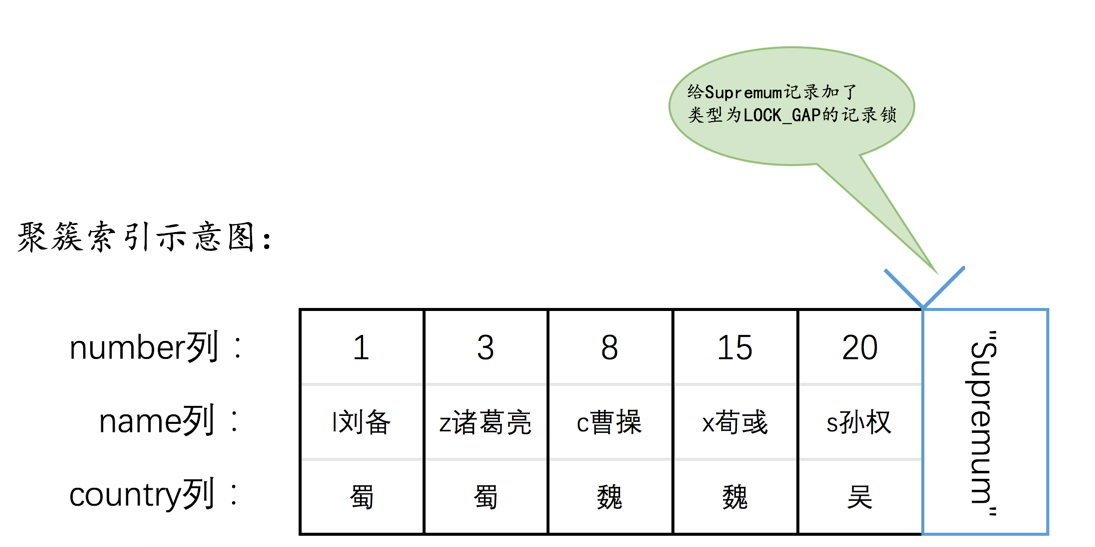 给Supremum记录加了
类型为LOCK_GAP的记录锁
聚簇索引示意图：
number列： 1 3 8 15 20
name列： l刘备 z诸葛亮 c曹操 x荀彧 s孙权
country列： 蜀 蜀 魏 魏 吴
"Supremum"